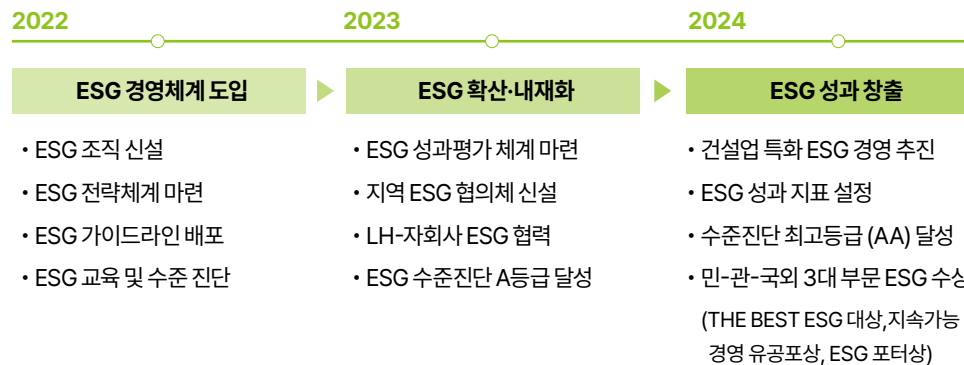 2022
2023
2024
ESG 경영체계 도입
ESG 확산·내재화
ESG 성과 창출
• ESG 조직 신설
• ESG 전략체계 마련
• ESG 가이드라인 배포
• ESG 교육 및 수준 진단
• ESG 성과평가 체계 마련
• 지역 ESG 협의체 신설
• LH-자회사 ESG 협력
• ESG 수준진단 A등급 달성
• 건설업 특화 ESG 경영 추진
• ESG 성과 지표 설정
• 수준진단 최고등급 (AA) 달성
• 민-관-국외 3대 부문 ESG 수상
(THE BEST ESG 대상,지속가능
경영 유공포상, ESG 포터상)